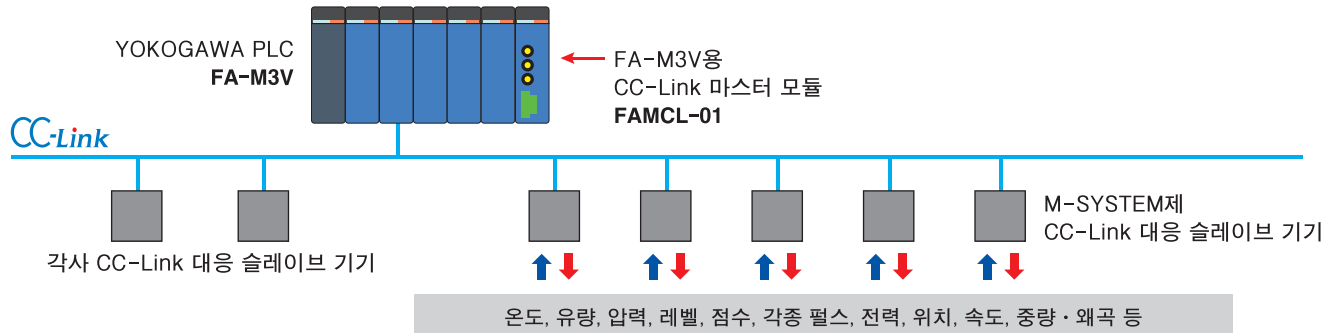 YOKOGAWA PLC
FA-M3V
FA-M3V용
CC-Link 마스터 모듈
FAMCL-01
CC-Link
M-SYSTEM제
CC-Link 대응 슬레이브 기기
각사 CC-Link 대응 슬레이브 기기
온도, 유량, 압력, 레벨, 점수, 각종 펄스, 전력, 위치, 속도, 중량·왜곡 등